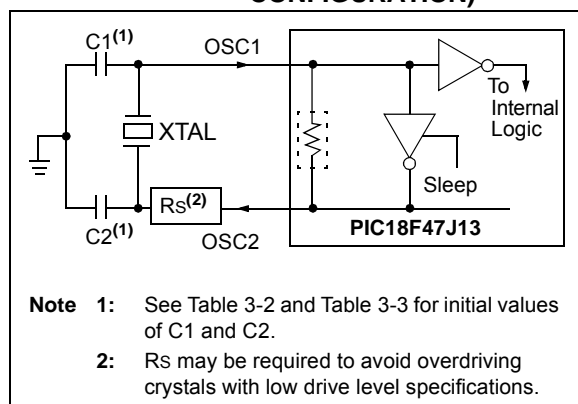 CONFIGURATION)
C1(1)
OSC1
To
Internal
Logic
XTAL
Sleep
RS(2)
C2(1)
OSC2
PIC18F47J13
Note 1: See Table 3-2 and Table 3-3 for initial values
of C1 and C2.
2: RS may be required to avoid overdriving
crystals with low drive level specifications.